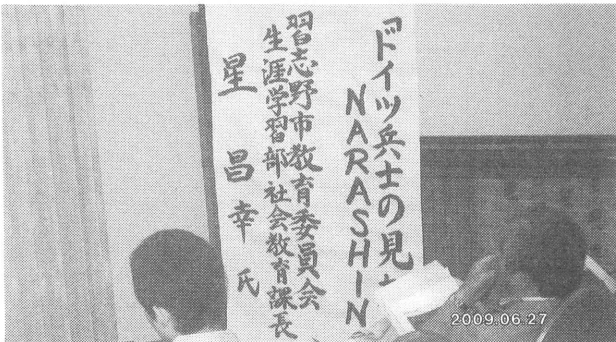 『ドイツ兵士の見た
NARASHIN
習志野市教育委員会
生涯学習部社会教育課長
星昌幸氏
2009.06.27